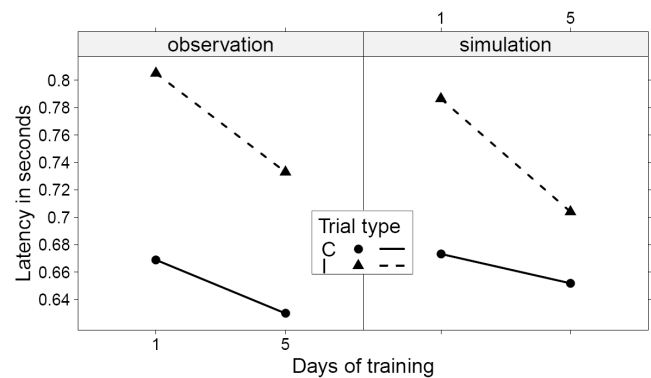 1 5
observation simulation
0.8
0.78
0.76
0.74
0.72
0.7
0.68
0.66
0.64
Latency in seconds
Trial type
C
I
1 5
Days of training